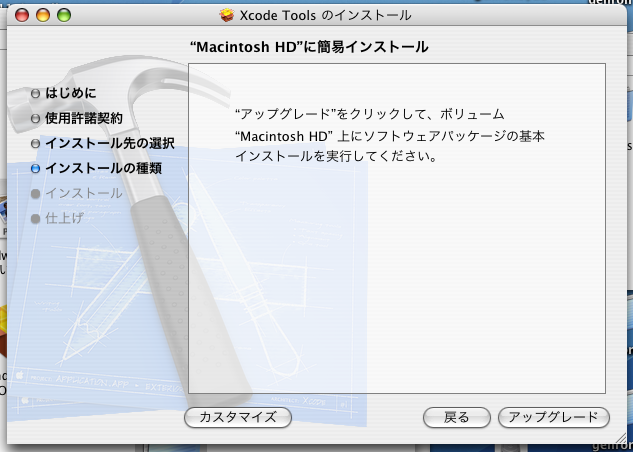 Xcode Tools のインストール
“Macintosh HD”に簡易インストール
はじめに
使用許諾契約
インストール先の選択
インストールの種類
インストール
仕上げ
“アップグレード”をクリックして、ボリューム
“Macintosh HD” 上にソフトウェアパッケージの基本
インストールを実行してください。
カスタマイズ
戻る
アップグレード